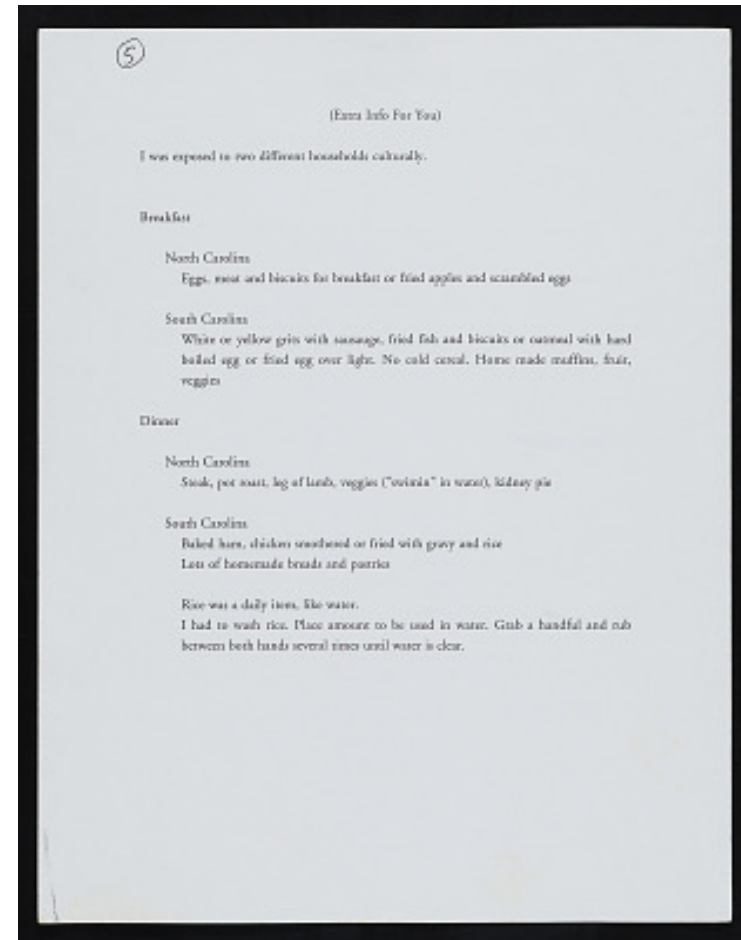 5
(Extra Info For You)
I was exposed to two different households culturally.
Breakfast
North Carolina
Eggs, meat and biscuits for breakfast or fried apples and scrambled eggs
South Carolina
White or yellow grits with sausauge, fried fish and biscuits or oatmeal with hard
boiled egg or fried egg over light. No cold cereal. Home made muffins, fruit,
veggies
Dinner
North Carolina
Steak, pot roast, leg of lamb, veggies ("swimin" in water), kidney pie
South Carolina
Baked ham, chicken smothered or fried with gravy and rice
Lots of homemade breads and pastries
Rice was a daily item, like water.
I had to wash rice. Place amount to be used in water. Grab a handful and rub
between both hands several times until water is clear.